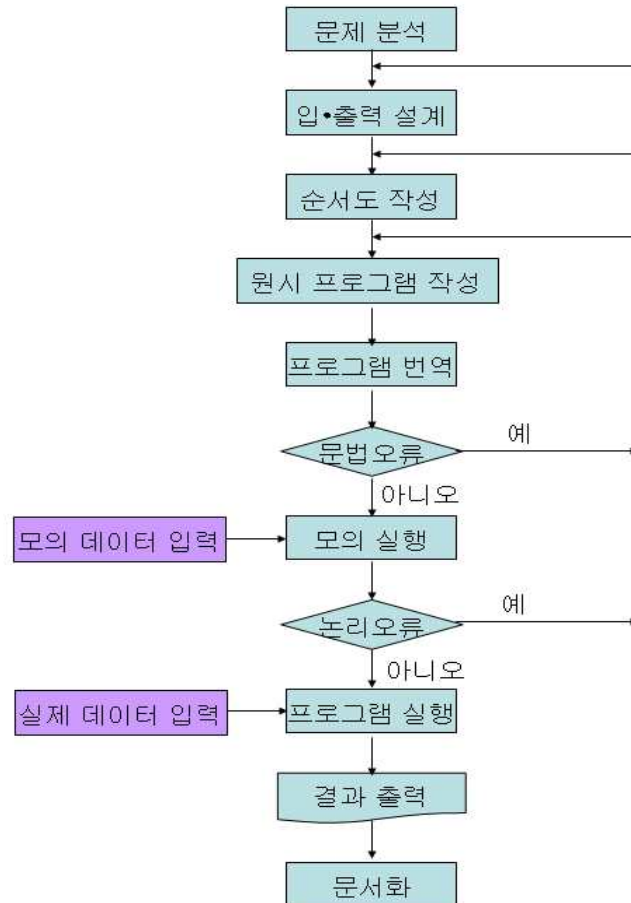 문제 분석
입•출력 설계
순서도 작성
원시 프로그램 작성
프로그램 번역
문법오류
예
아니오
모의 데이터 입력
모의 실행
논리오류
예
아니오
실제 데이터 입력
프로그램 실행
결과 출력
문서화